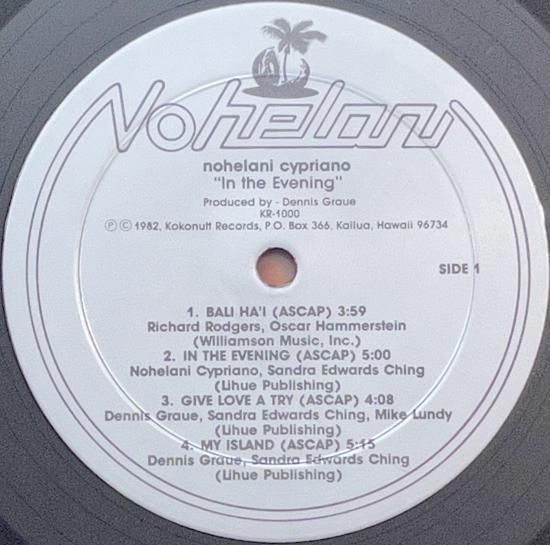 Nohelani
nohelani cypriano
"In the Evening"
Produced by - Dennis Graue
KR-1000
Ⓟ © 1982, Kokonutt Records, P.O. Box 366, Kailua, Hawaii 96734
SIDE 1
1. BALI HA'I (ASCAP) 3:59
Richard Rodgers, Oscar Hammerstein
(Williamson Music, Inc.)
2. IN THE EVENING (ASCAP) 5:00
Nohelani Cypriano, Sandra Edwards Ching
(Lihue Publishing)
3. GIVE LOVE A TRY (ASCAP) 4:08
Dennis Graue, Sandra Edwards Ching, Mike Lundy
(Lihue Publishing)
4. MY ISLAND (ASCAP) 5:15
Dennis Graue, Sandra Edwards Ching
(Lihue Publishing)